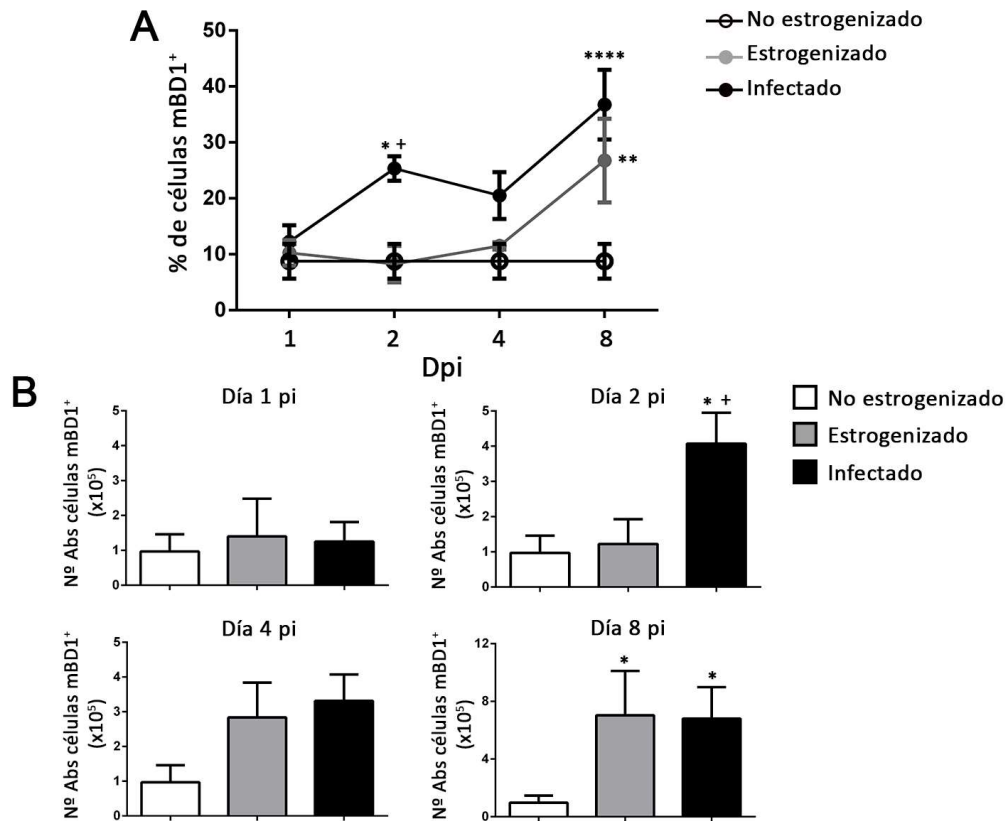 A
No estrogenizado
Estrogenizado
Infectado
% de células mBD1⁺
50
40
30
20
10
0
* +
****
**
1 2 4 8
Dpi
B
No estrogenizado
Estrogenizado
Infectado
Día 1 pi
Nº Abs células mBD1⁺
(x10⁵)
5
4
3
2
1
0
Día 2 pi
Nº Abs células mBD1⁺
(x10⁵)
5
4
3
2
1
0
* +
Día 4 pi
Nº Abs células mBD1⁺
(x10⁵)
5
4
3
2
1
0
Día 8 pi
Nº Abs células mBD1⁺
(x10⁵)
12
8
4
0
*
*